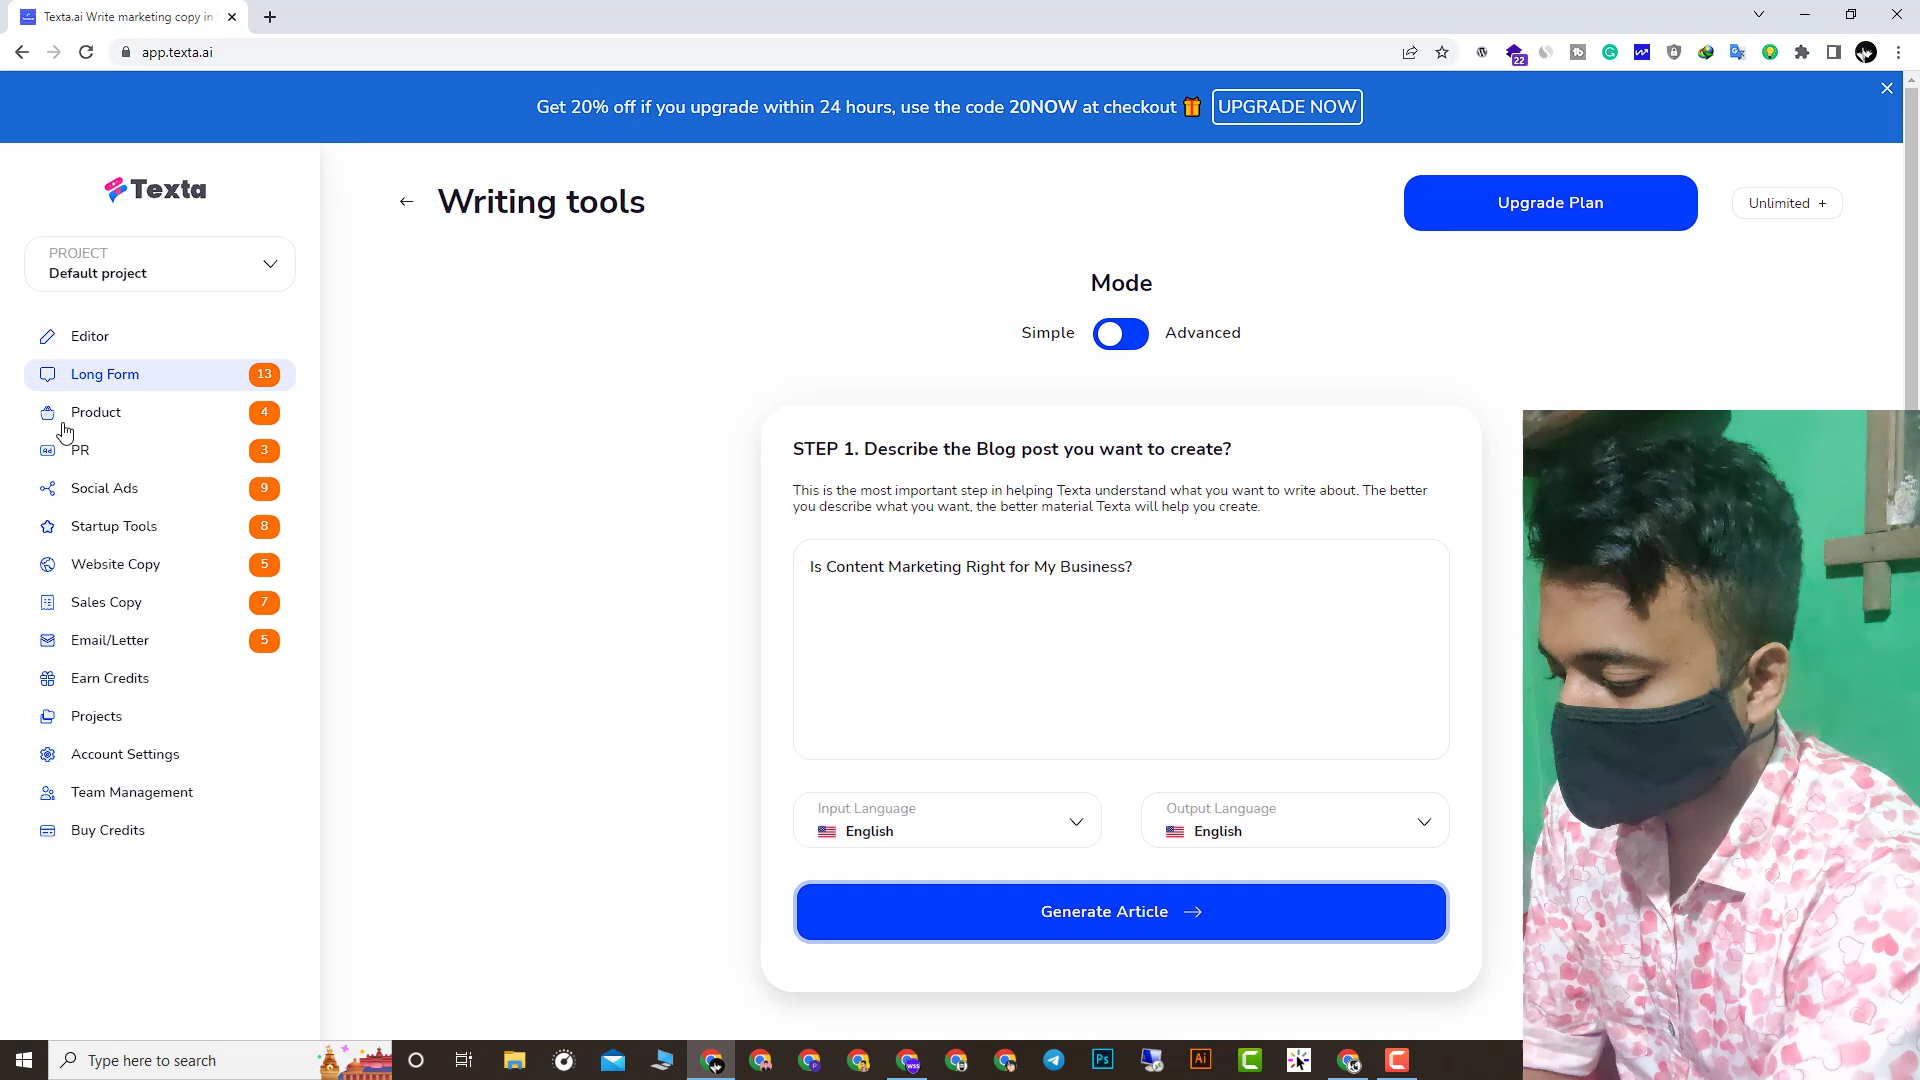 Texta.ai Write marketing copy in
app.texta.ai
22
Get 20% off if you upgrade within 24 hours, use the code 20NOW at checkout UPGRADE NOW
Texta
Writing tools
Upgrade Plan
Unlimited +
PROJECT
Default project
Mode
Simple
Advanced
Editor
Long Form 13
Product 4
PR 3
Social Ads 9
Startup Tools 8
Website Copy 5
Sales Copy 7
Email/Letter 5
Earn Credits
Projects
Account Settings
Team Management
Buy Credits
STEP 1. Describe the Blog post you want to create?
This is the most important step in helping Texta understand what you want to write about. The better
you describe what you want, the better material Texta will help you create.
Is Content Marketing Right for My Business?
Input Language
English
Output Language
English
Generate Article
Type here to search
Ps
Ai